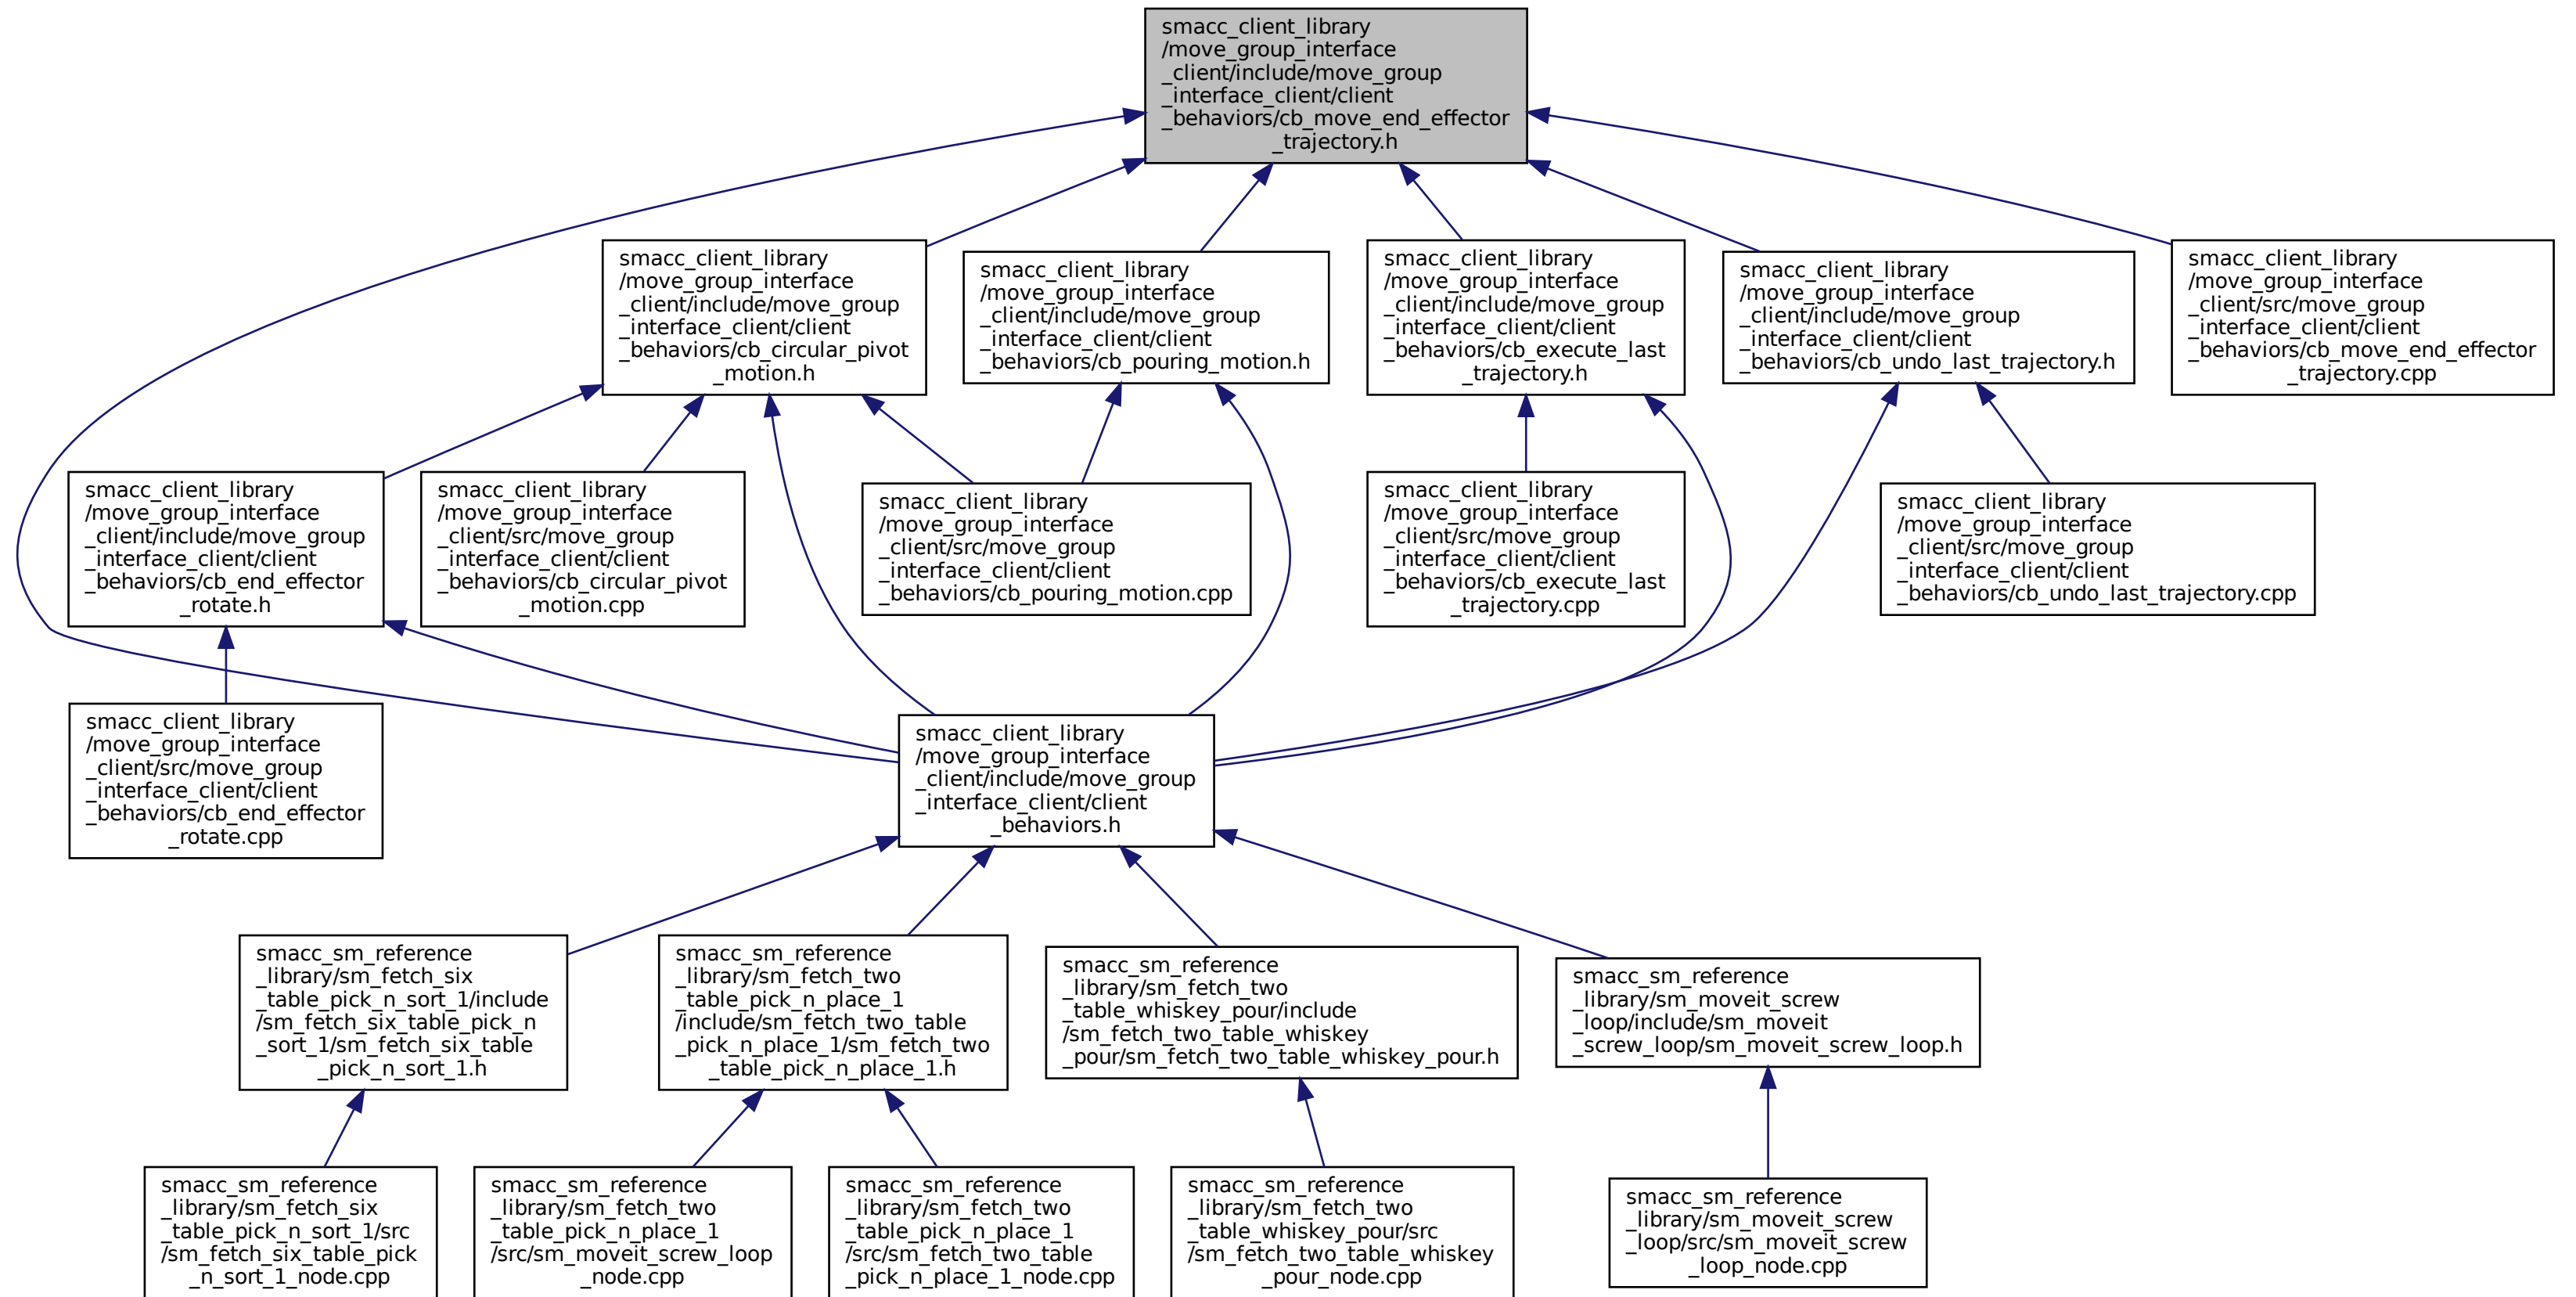 smacc_client_library
/move_group_interface
_client/include/move_group
_interface_client/client
_behaviors/cb_move_end_effector
_trajectory.h
smacc_client_library
/move_group_interface
_client/include/move_group
_interface_client/client
_behaviors/cb_circular_pivot
_motion.h
smacc_client_library
/move_group_interface
_client/include/move_group
_interface_client/client
_behaviors/cb_pouring_motion.h
smacc_client_library
/move_group_interface
_client/include/move_group
_interface_client/client
_behaviors/cb_execute_last
_trajectory.h
smacc_client_library
/move_group_interface
_client/include/move_group
_interface_client/client
_behaviors/cb_undo_last_trajectory.h
smacc_client_library
/move_group_interface
_client/src/move_group
_interface_client/client
_behaviors/cb_move_end_effector
_trajectory.cpp
smacc_client_library
/move_group_interface
_client/include/move_group
_interface_client/client
_behaviors/cb_end_effector
_rotate.h
smacc_client_library
/move_group_interface
_client/src/move_group
_interface_client/client
_behaviors/cb_circular_pivot
_motion.cpp
smacc_client_library
/move_group_interface
_client/src/move_group
_interface_client/client
_behaviors/cb_pouring_motion.cpp
smacc_client_library
/move_group_interface
_client/src/move_group
_interface_client/client
_behaviors/cb_execute_last
_trajectory.cpp
smacc_client_library
/move_group_interface
_client/src/move_group
_interface_client/client
_behaviors/cb_undo_last_trajectory.cpp
smacc_client_library
/move_group_interface
_client/src/move_group
_interface_client/client
_behaviors/cb_end_effector
_rotate.cpp
smacc_client_library
/move_group_interface
_client/include/move_group
_interface_client/client
_behaviors.h
smacc_sm_reference
_library/sm_fetch_six
_table_pick_n_sort_1/include
/sm_fetch_six_table_pick_n
_sort_1/sm_fetch_six_table
_pick_n_sort_1.h
smacc_sm_reference
_library/sm_fetch_two
_table_pick_n_place_1
/include/sm_fetch_two_table
_pick_n_place_1/sm_fetch_two
_table_pick_n_place_1.h
smacc_sm_reference
_library/sm_fetch_two
_table_whiskey_pour/include
/sm_fetch_two_table_whiskey
_pour/sm_fetch_two_table_whiskey_pour.h
smacc_sm_reference
_library/sm_moveit_screw
_loop/include/sm_moveit
_screw_loop/sm_moveit_screw_loop.h
smacc_sm_reference
_library/sm_fetch_six
_table_pick_n_sort_1/src
/sm_fetch_six_table_pick
_n_sort_1_node.cpp
smacc_sm_reference
_library/sm_fetch_two
_table_pick_n_place_1
/src/sm_moveit_screw_loop
_node.cpp
smacc_sm_reference
_library/sm_fetch_two
_table_pick_n_place_1
/src/sm_fetch_two_table
_pick_n_place_1_node.cpp
smacc_sm_reference
_library/sm_fetch_two
_table_whiskey_pour/src
/sm_fetch_two_table_whiskey
_pour_node.cpp
smacc_sm_reference
_library/sm_moveit_screw
_loop/src/sm_moveit_screw
_loop_node.cpp